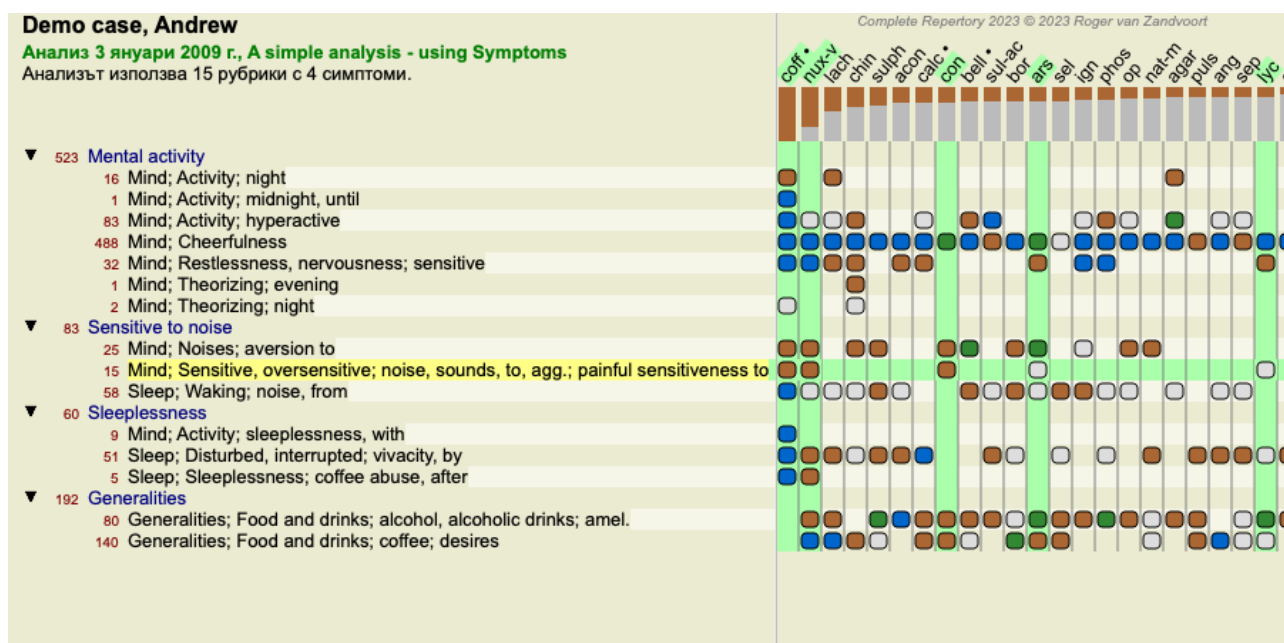 Demo case, Andrew
Complete Repertory 2023 © 2023 Roger van Zandvoort
Анализ 3 януари 2009 г., A simple analysis - using Symptoms
Анализът използва 15 рубрики с 4 симптоми.
coff • nux-v lach chin sulph acon calc • con bell • sul-ac bor ars sel ign phos op nat-m agar puls ang sep lyc
▼ 523 Mental activity
16 Mind; Activity; night
1 Mind; Activity; midnight, until
83 Mind; Activity; hyperactive
488 Mind; Cheerfulness
32 Mind; Restlessness, nervousness; sensitive
1 Mind; Theorizing; evening
2 Mind; Theorizing; night
▼ 83 Sensitive to noise
25 Mind; Noises; aversion to
15 Mind; Sensitive, oversensitive; noise, sounds, to, agg.; painful sensitiveness to
58 Sleep; Waking; noise, from
▼ 60 Sleeplessness
9 Mind; Activity; sleeplessness, with
51 Sleep; Disturbed, interrupted; vivacity, by
5 Sleep; Sleeplessness; coffee abuse, after
▼ 192 Generalities
80 Generalities; Food and drinks; alcohol, alcoholic drinks; amel.
140 Generalities; Food and drinks; coffee; desires